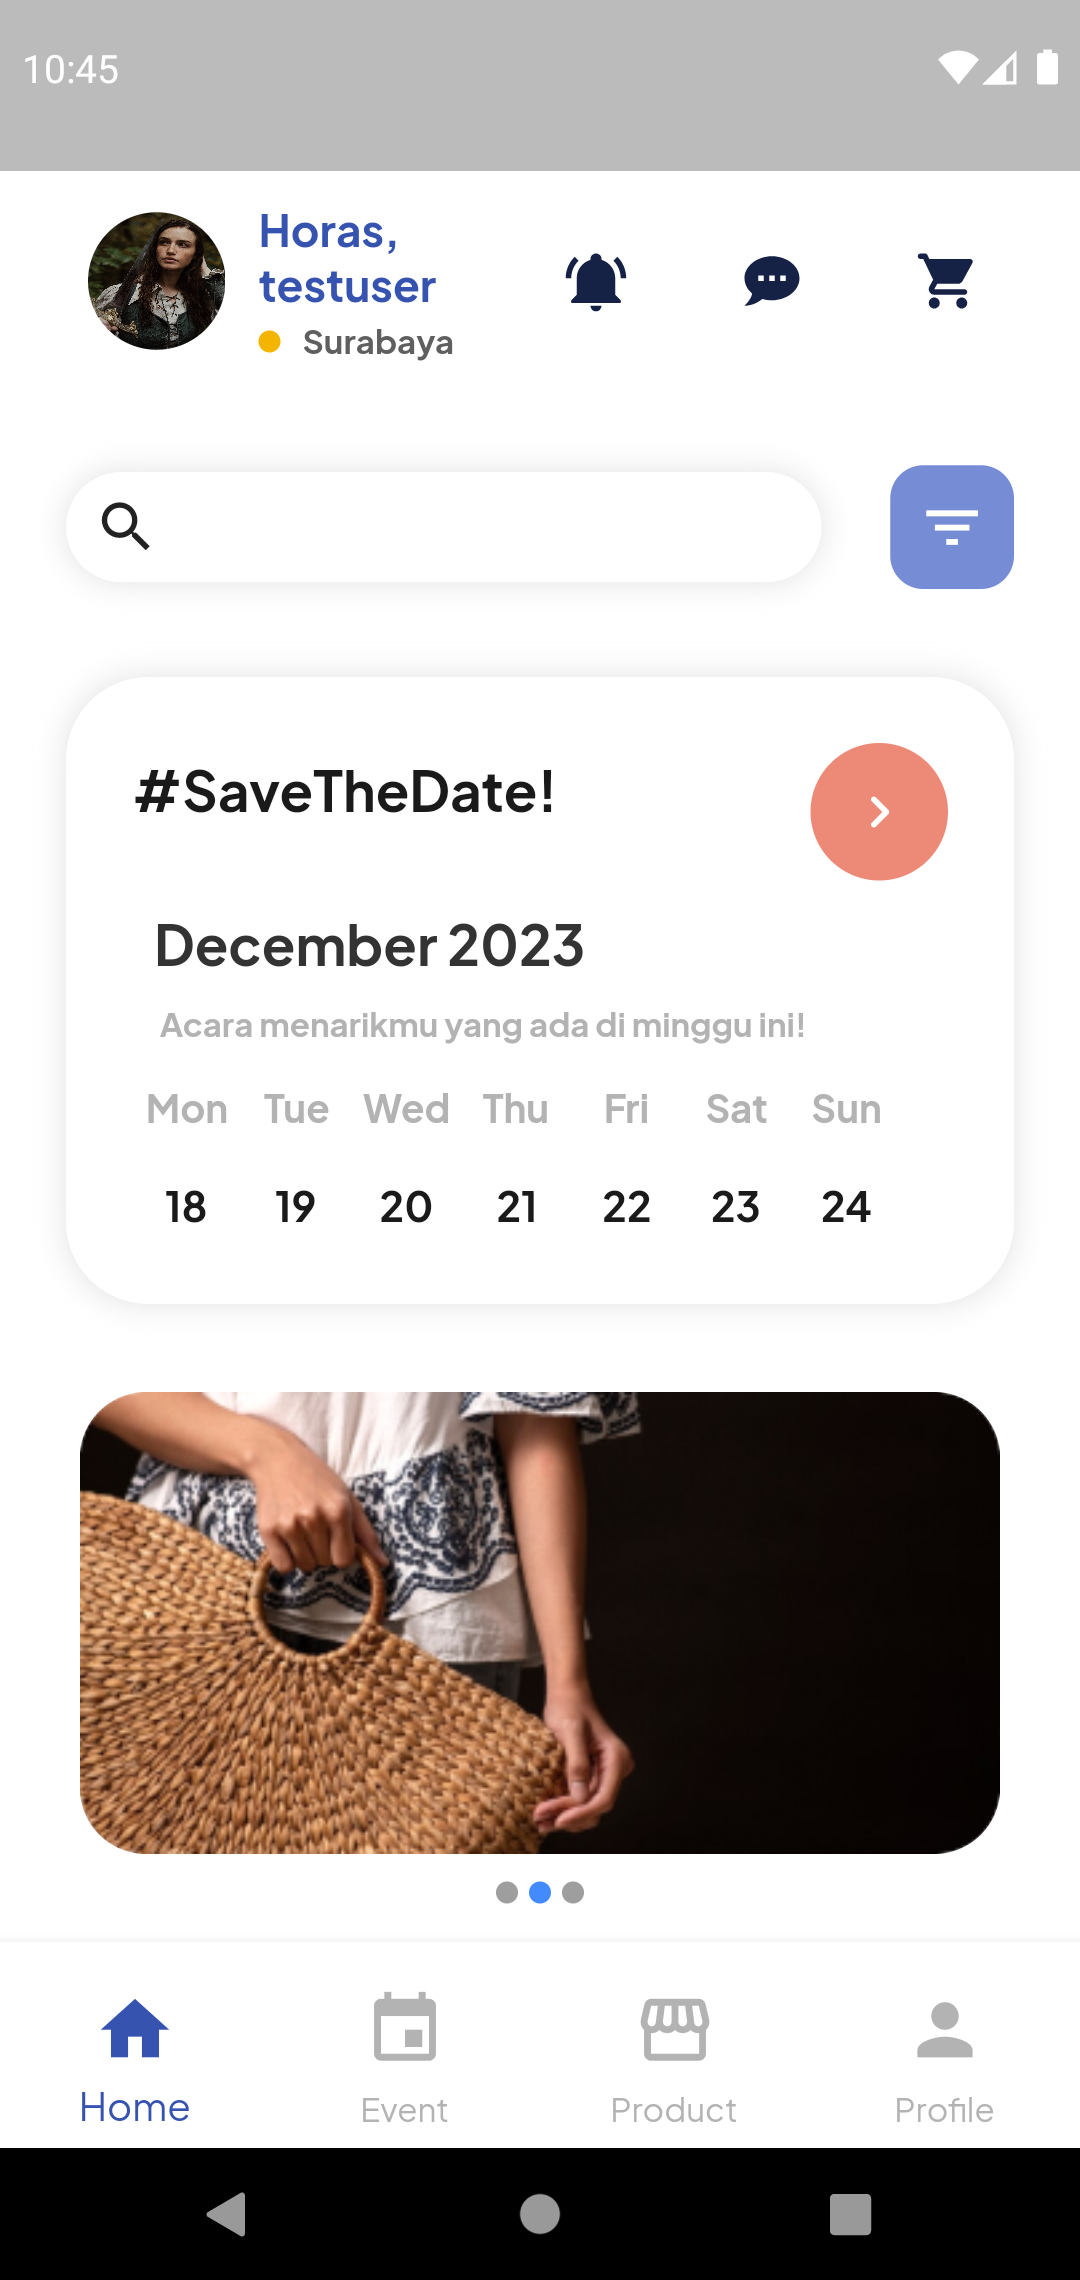 10:45
Horas,
testuser
Surabaya
#SaveTheDate!
December 2023
Acara menarikmu yang ada di minggu ini!
Mon Tue Wed Thu Fri Sat Sun
18 19 20 21 22 23 24
Home Event Product Profile